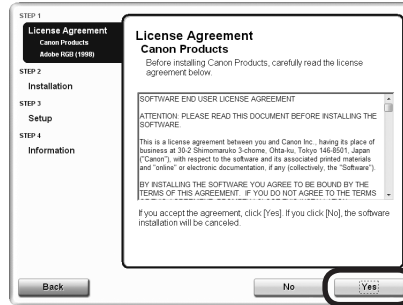 STEP 1
License Agreement
Canon Products
Adobe RGB (1998)
STEP 2
Installation
STEP 3
Setup
STEP 4
Information
License Agreement
Canon Products
Before installing Canon Products, carefully read the license
agreement below.
SOFTWARE END USER LICENSE AGREEMENT
ATTENTION: PLEASE READ THIS DOCUMENT BEFORE INSTALLING THE
SOFTWARE.
This is a license agreement between you and Canon Inc., having its place of
business at 30-2 Shimomaruko 3-chome, Ohta-ku, Tokyo 146-8501, Japan
("Canon"), with respect to the software and its associated printed materials
and "online" or electronic documentation, if any (collectively, the "Software").
BY INSTALLING THE SOFTWARE YOU AGREE TO BE BOUND BY THE
TERMS OF THIS AGREEMENT. IF YOU DO NOT AGREE TO THE TERMS
If you accept the agreement, click [Yes]. If you click [No], the software
installation will be canceled.
Back
No
Yes